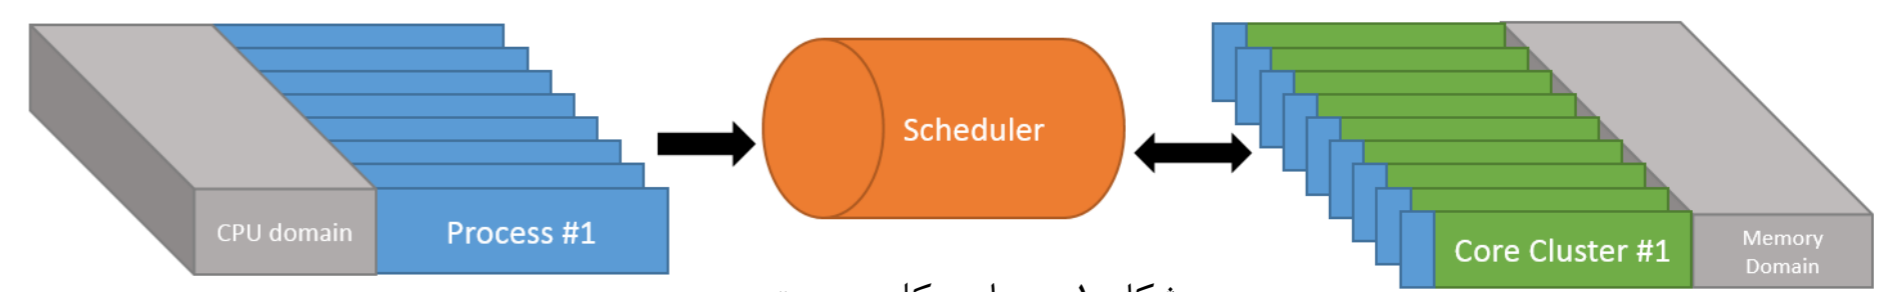 CPU domain
Process #1
Scheduler
Core Cluster #1
Memory
Domain